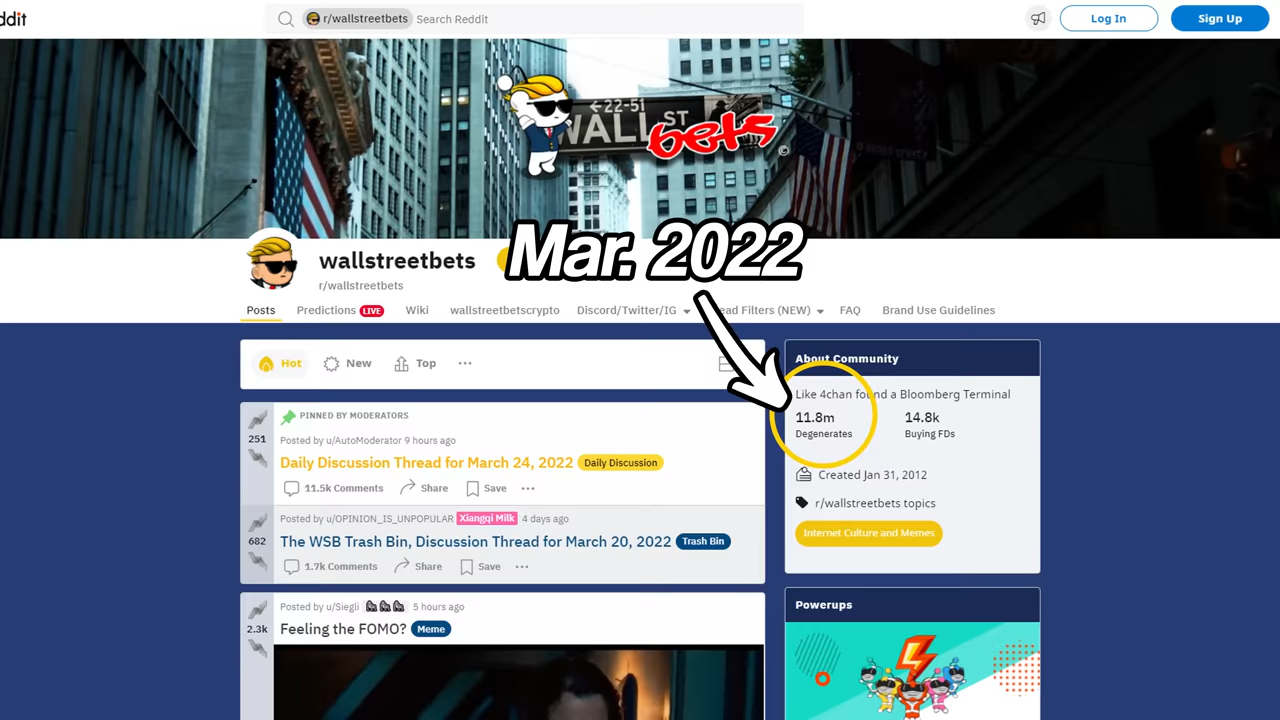 ddit
r/wallstreetbets
Search Reddit
Log In
Sign Up
←22-51
WALL ST
bets
Mar. 2022
wallstreetbets
r/wallstreetbets
Posts
Predictions LIVE
Wiki
wallstreetbetscrypto
Discord/Twitter/IG
ead Filters (NEW)
FAQ
Brand Use Guidelines
Hot
New
Top
PINNED BY MODERATORS
251
Posted by u/AutoModerator 9 hours ago
Daily Discussion Thread for March 24, 2022 Daily Discussion
11.5k Comments
Share
Save
Posted by u/OPINION_IS_UNPOPULAR Xiangqi Milk 4 days ago
682
The WSB Trash Bin, Discussion Thread for March 20, 2022 Trash Bin
1.7k Comments
Share
Save
Posted by u/Siegli 5 hours ago
2.3k
Feeling the FOMO? Meme
About Community
Like 4chan found a Bloomberg Terminal
11.8m
Degenerates
14.8k
Buying FDs
Created Jan 31, 2012
r/wallstreetbets topics
Internet Culture and Memes
Powerups